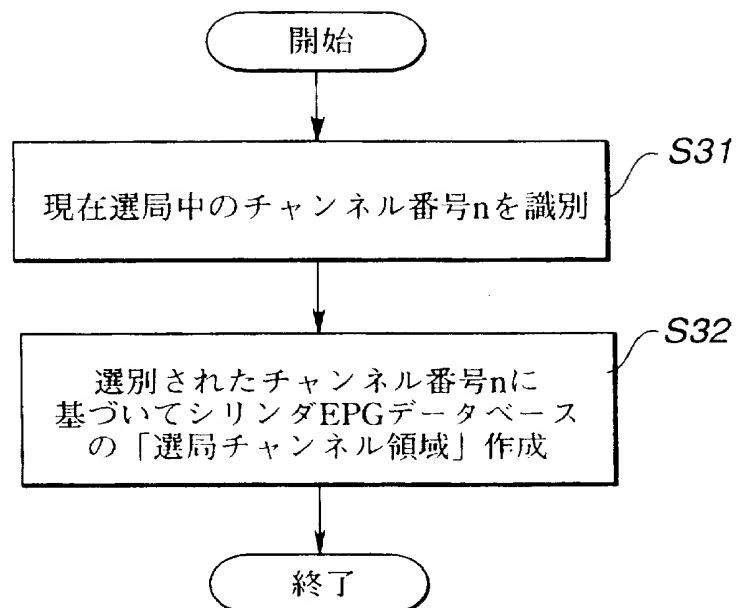 開始
S31
現在選局中のチャンネル番号nを識別
S32
選別されたチャンネル番号nに
基づいてシリンダEPGデータベース
の「選局チャンネル領域」作成
終了